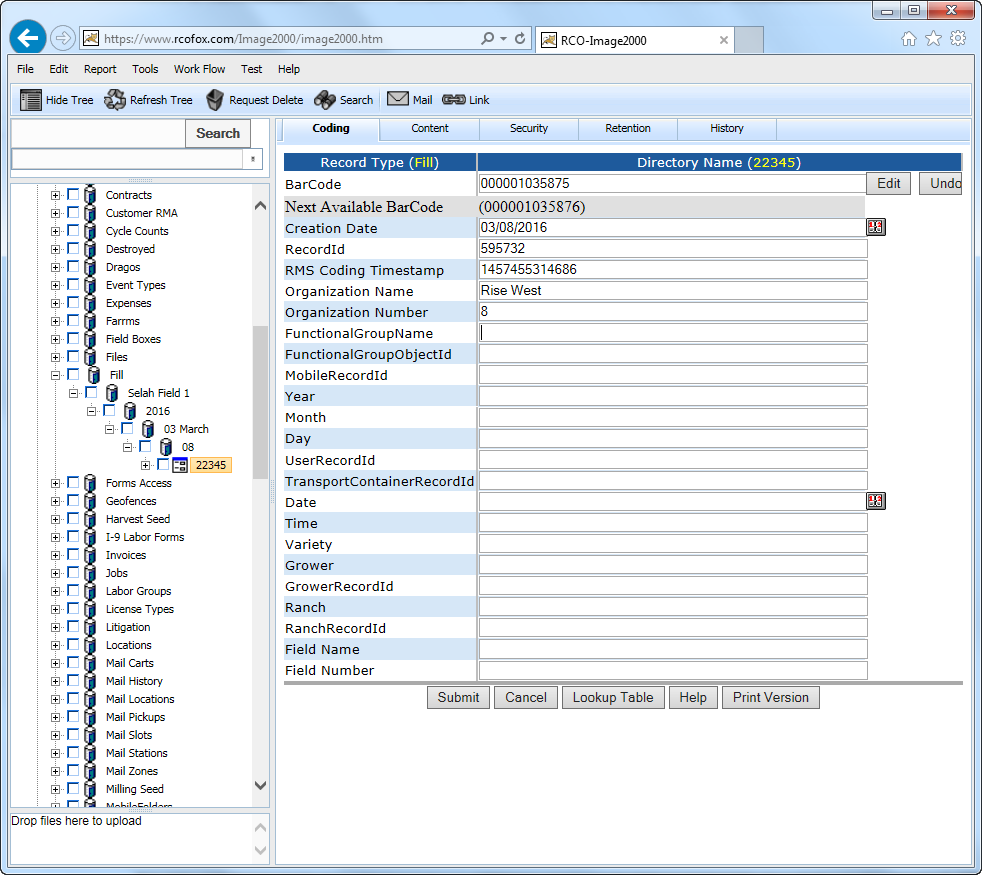 https://www.rcofox.com/Image2000/image2000.htm
RCO-Image2000
File Edit Report Tools Work Flow Test Help
Hide Tree Refresh Tree Request Delete Search Mail Link
Search
Contracts
Customer RMA
Cycle Counts
Destroyed
Dragos
Event Types
Expenses
Farrms
Field Boxes
Files
Fill
Selah Field 1
2016
03 March
08
22345
Forms Access
Geofences
Harvest Seed
I-9 Labor Forms
Invoices
Jobs
Labor Groups
License Types
Litigation
Locations
Mail Carts
Mail History
Mail Locations
Mail Pickups
Mail Slots
Mail Stations
Mail Zones
Milling Seed
MobileFolders
Drop files here to upload
Coding Content Security Retention History
Record Type (Fill) Directory Name (22345)
BarCode 000001035875 Edit Undo
Next Available BarCode (000001035876)
Creation Date 03/08/2016
RecordId 595732
RMS Coding Timestamp 1457455314686
Organization Name Rise West
Organization Number 8
FunctionalGroupName
FunctionalGroupObjectId
MobileRecordId
Year
Month
Day
UserRecordId
TransportContainerRecordId
Date
Time
Variety
Grower
GrowerRecordId
Ranch
RanchRecordId
Field Name
Field Number
Submit Cancel Lookup Table Help Print Version